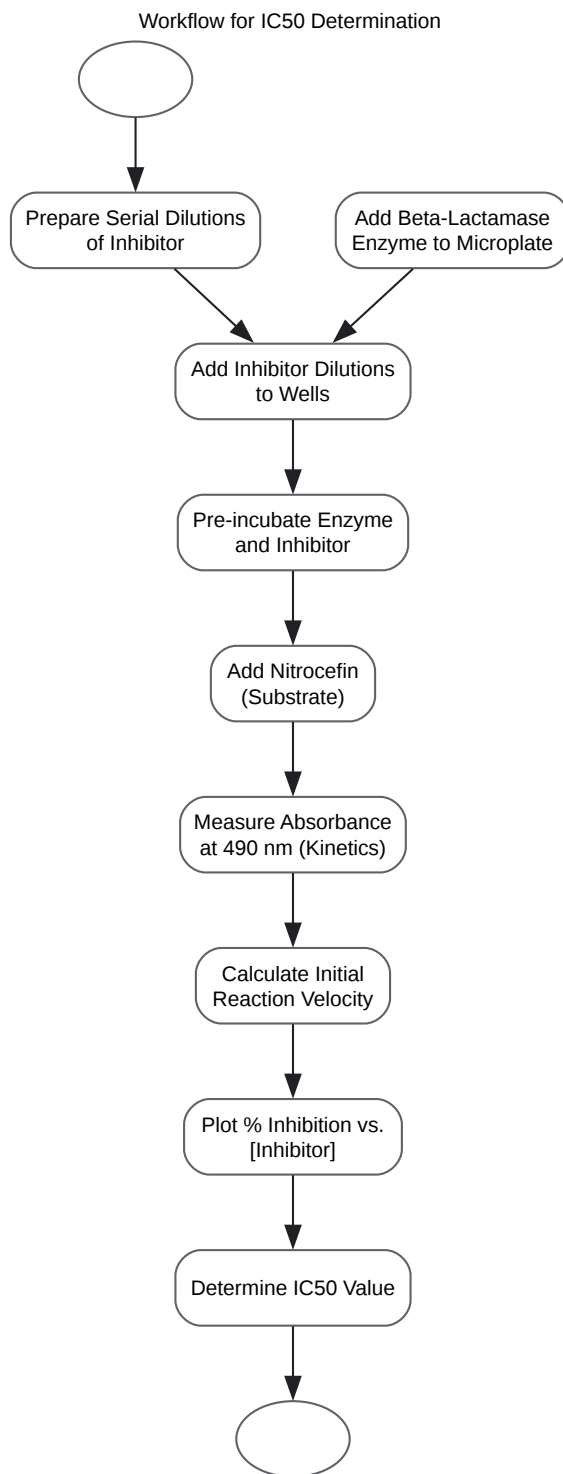 Workflow for IC50 Determination
Prepare Serial Dilutions
of Inhibitor
Add Beta-Lactamase
Enzyme to Microplate
Add Inhibitor Dilutions
to Wells
Pre-incubate Enzyme
and Inhibitor
Add Nitrocefin
(Substrate)
Measure Absorbance
at 490 nm (Kinetics)
Calculate Initial
Reaction Velocity
Plot % Inhibition vs.
[Inhibitor]
Determine IC50 Value